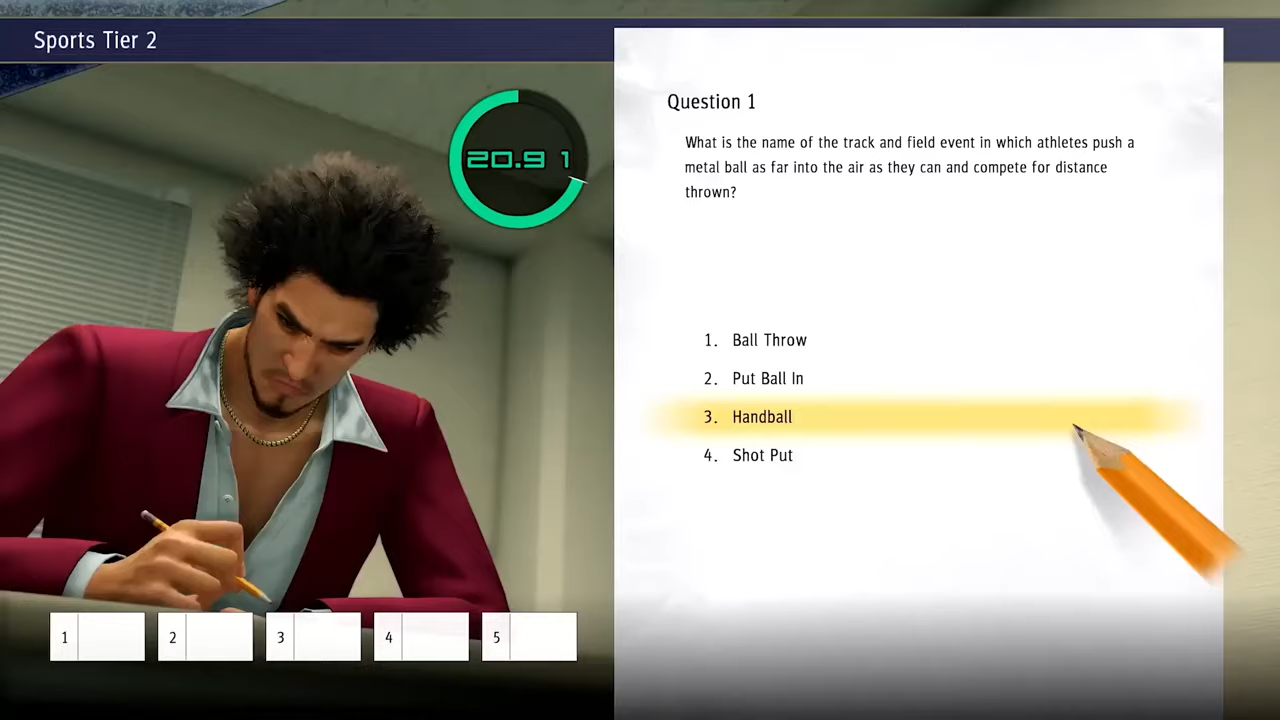 Sports Tier 2
20.91
Question 1
What is the name of the track and field event in which athletes push a
metal ball as far into the air as they can and compete for distance
thrown?
1. Ball Throw
2. Put Ball In
3. Handball
4. Shot Put
1 2 3 4 5